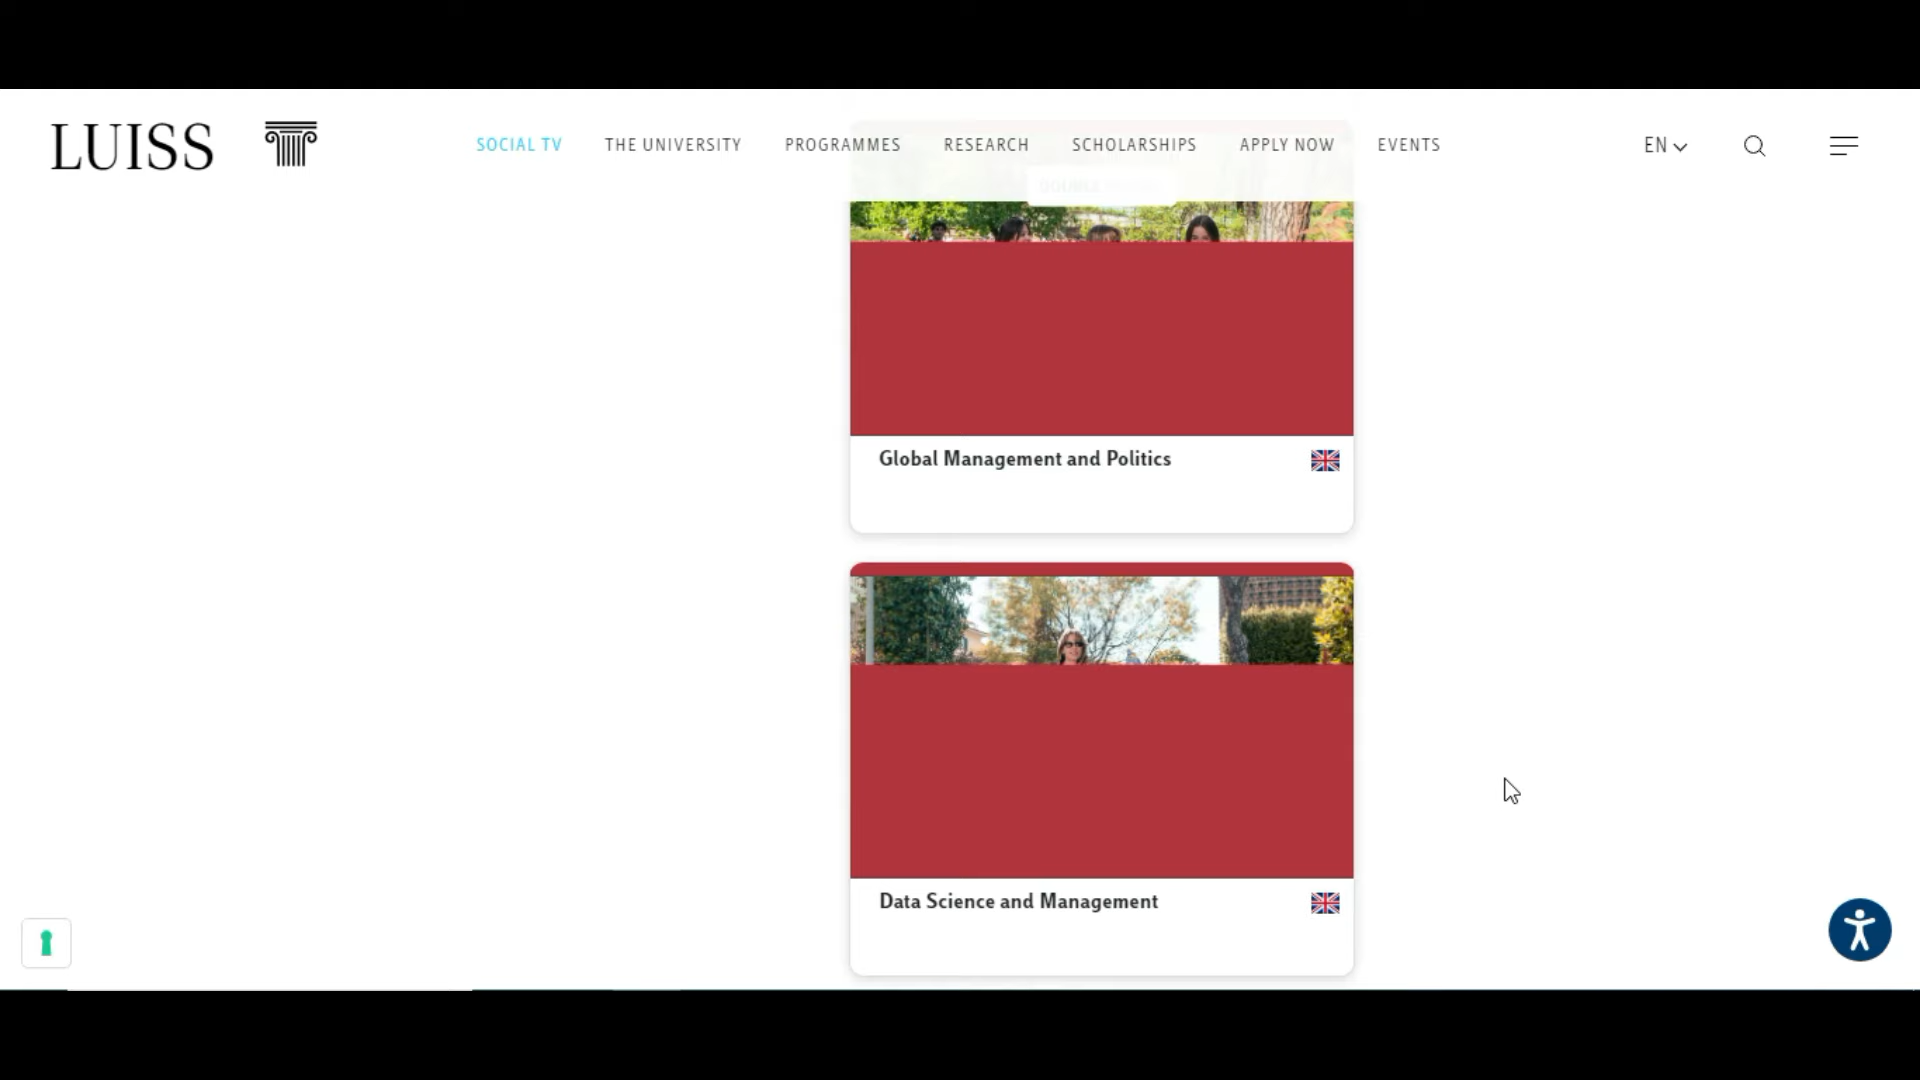 LUISS
SOCIAL TV
THE UNIVERSITY
PROGRAMMES
RESEARCH
SCHOLARSHIPS
APPLY NOW
EVENTS
EN
Global Management and Politics
Data Science and Management